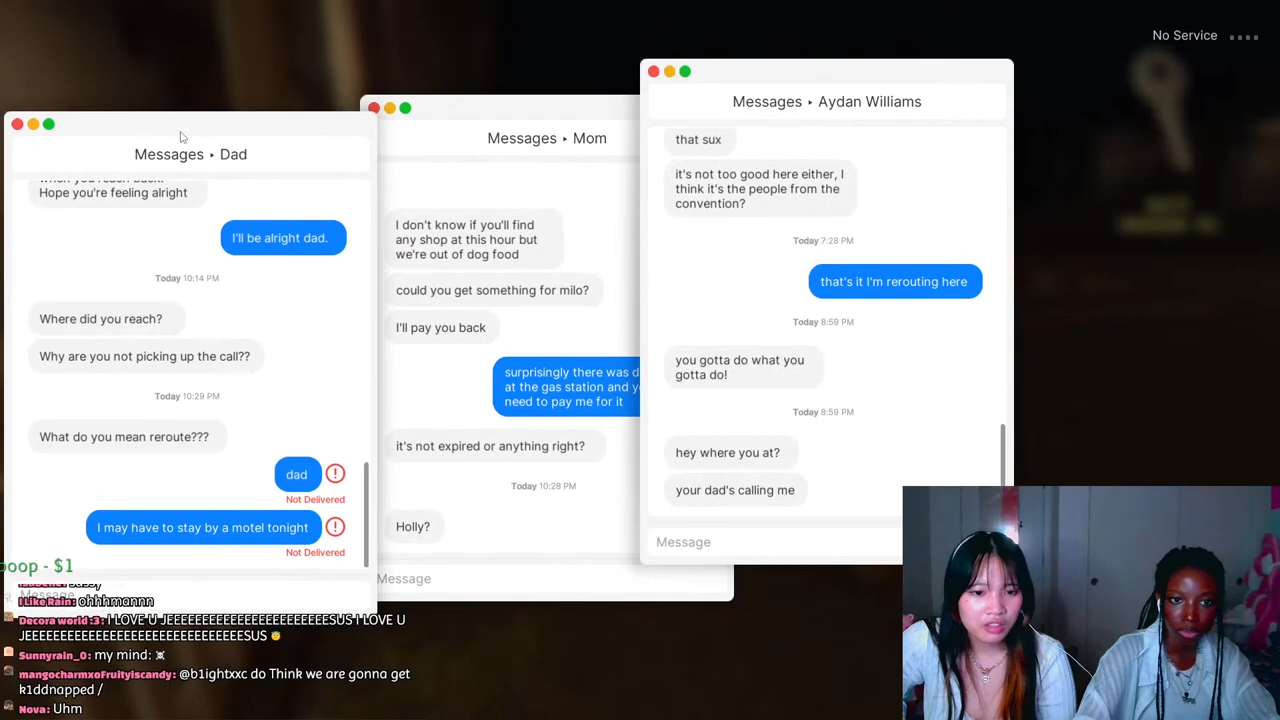 No Service
Messages ▸ Dad
when you reach back.
Hope you're feeling alright
I'll be alright dad.
Today 10:14 PM
Where did you reach?
Why are you not picking up the call??
Today 10:29 PM
What do you mean reroute???
dad
Not Delivered
I may have to stay by a motel tonight
Not Delivered
Message
Messages ▸ Mom
I don't know if you'll find
any shop at this hour but
we're out of dog food
could you get something for milo?
I'll pay you back
surprisingly there was d
at the gas station and y
need to pay me for it
it's not expired or anything right?
Today 10:28 PM
Holly?
Message
Messages ▸ Aydan Williams
that sux
it's not too good here either, I
think it's the people from the
convention?
Today 7:28 PM
that's it I'm rerouting here
Today 8:59 PM
you gotta do what you
gotta do!
Today 8:59 PM
hey where you at?
your dad's calling me
Message
poop - $1
I Like Rain: ohhhmannn
Decora world :3: I LOVE U JEEEEEEEEEEEEEEEEEEEEEEEESUS I LOVE U
JEEEEEEEEEEEEEEEEEEEEEEEEEEEEEEESUS 😇
Sunnyrain_0: my mind: ☠
mangocharmxoFruityiscandy: @b1ightxxc do Think we are gonna get
k1ddnapped /
Nova: Uhm